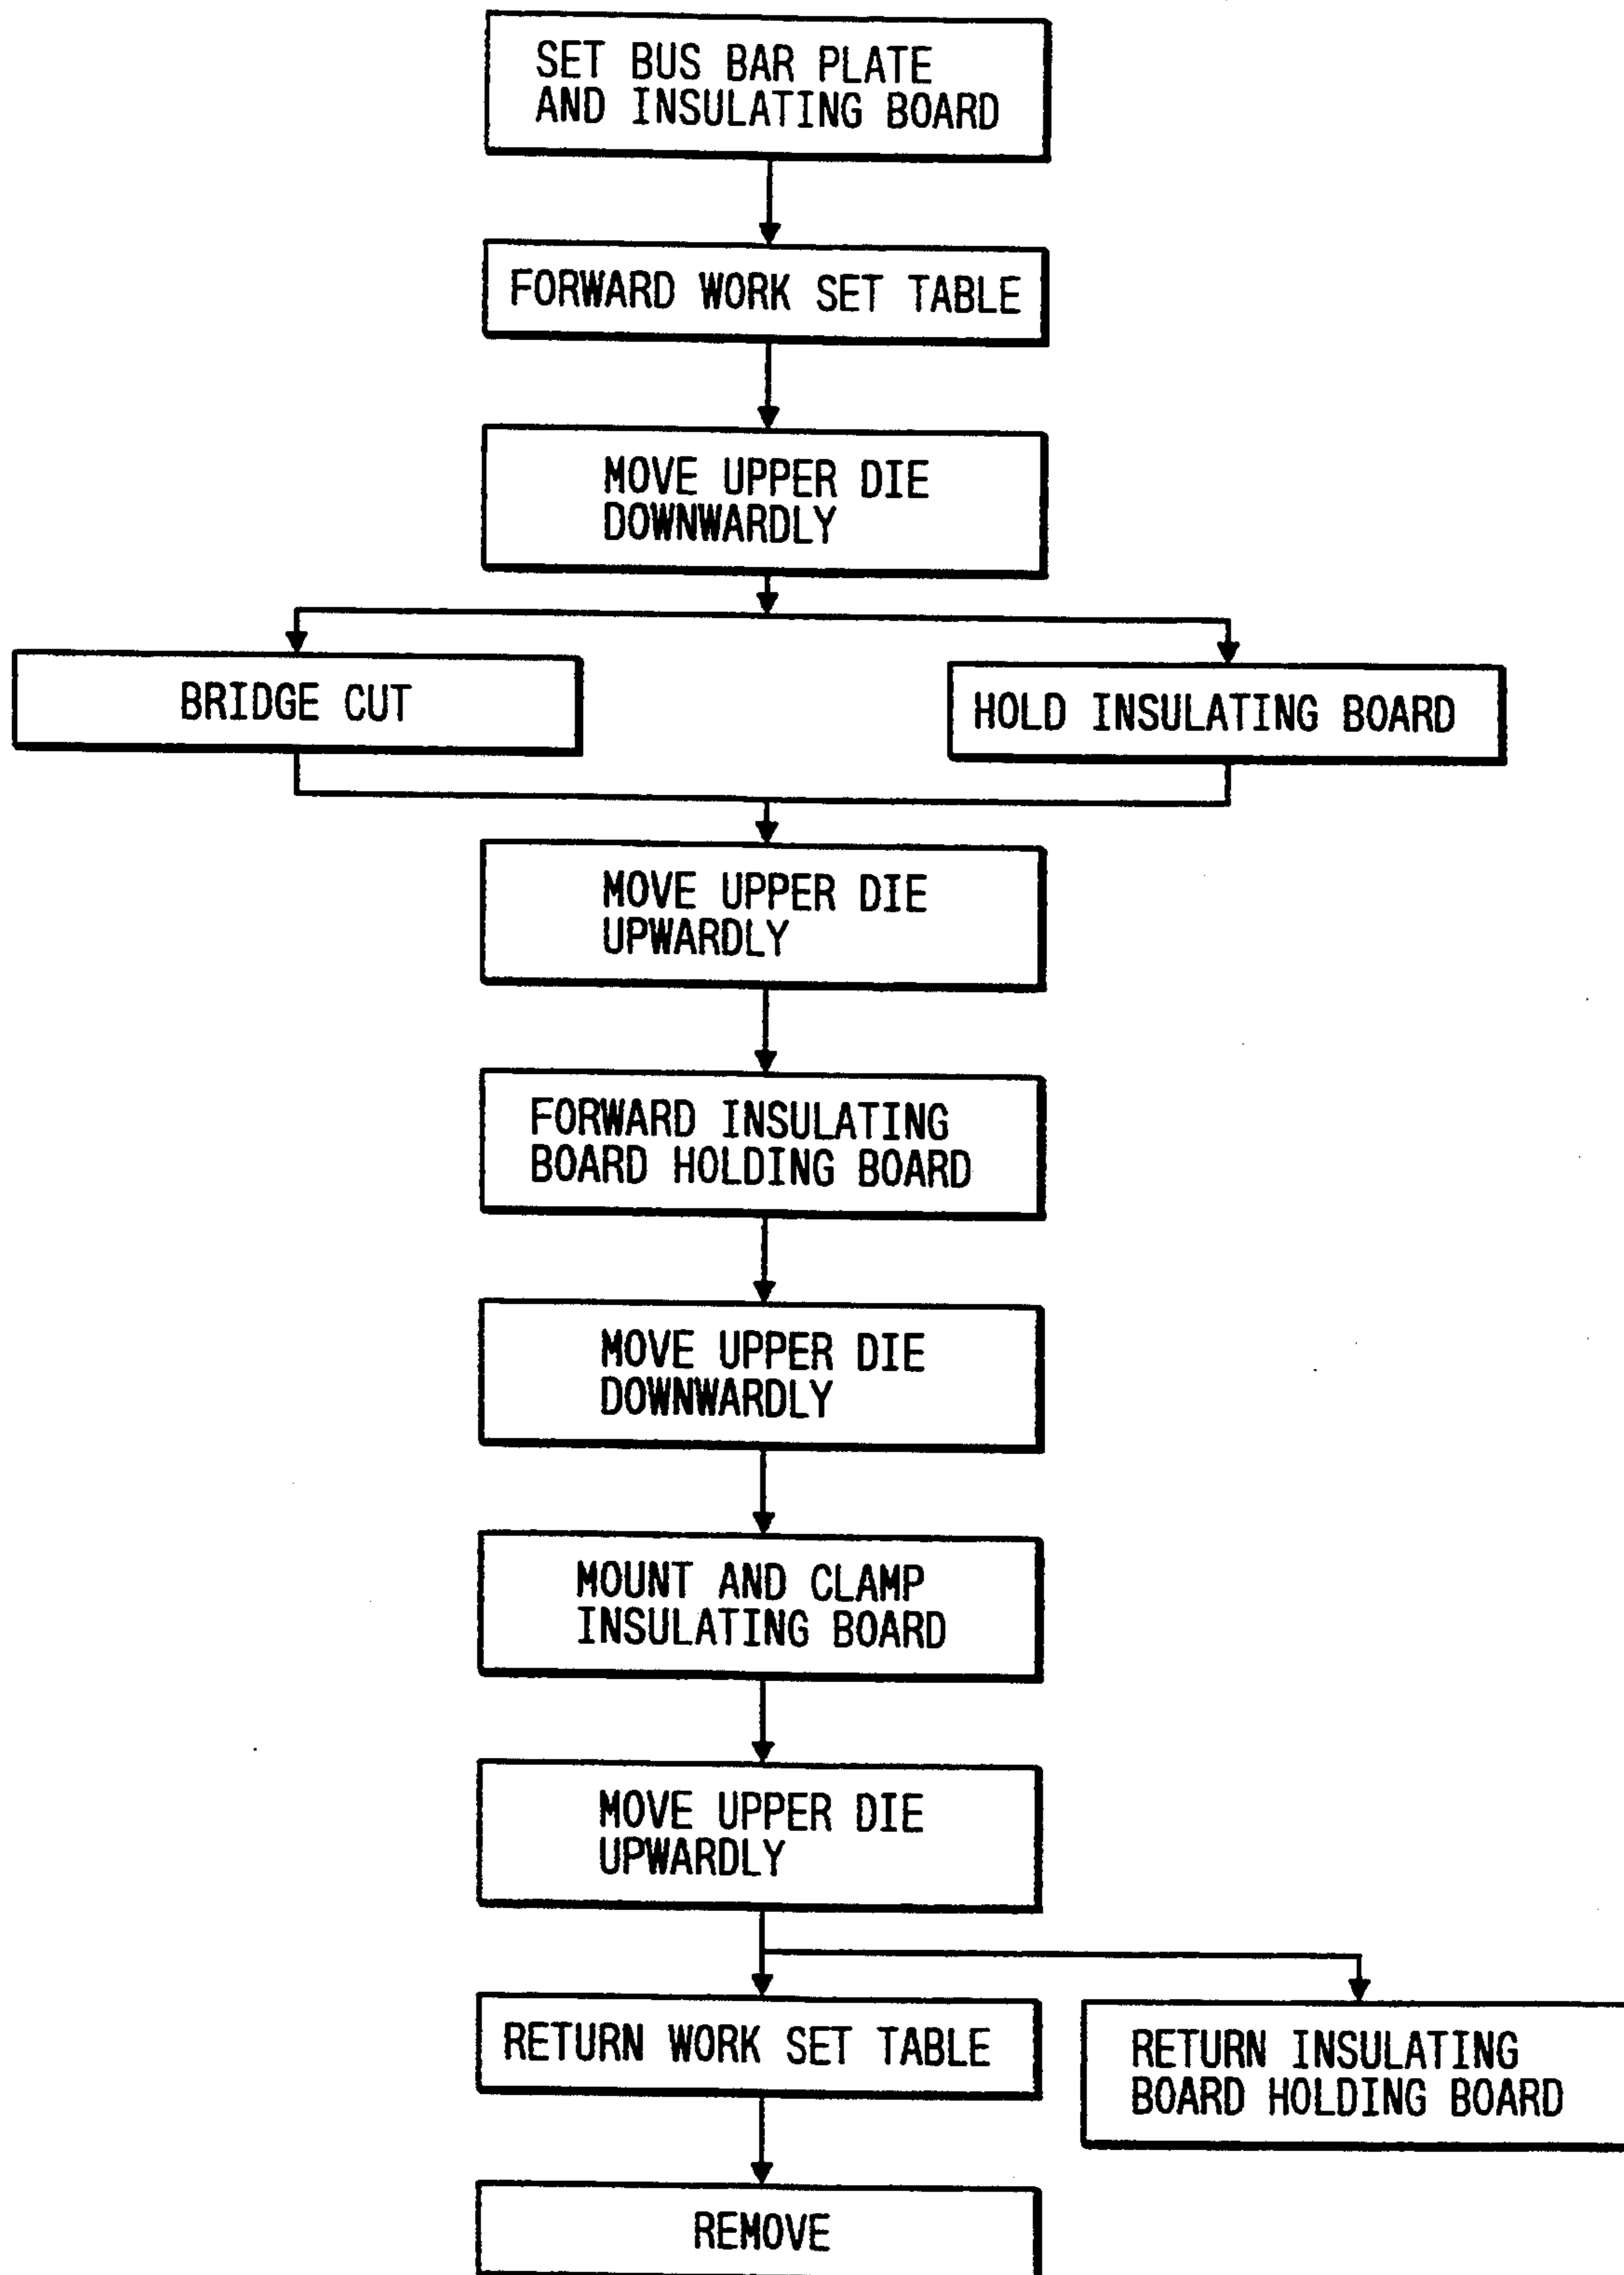 SET BUS BAR PLATE
AND INSULATING BOARD
FORWARD WORK SET TABLE
MOVE UPPER DIE
DOWNWARDLY
BRIDGE CUT
HOLD INSULATING BOARD
MOVE UPPER DIE
UPWARDLY
FORWARD INSULATING
BOARD HOLDING BOARD
MOVE UPPER DIE
DOWNWARDLY
MOUNT AND CLAMP
INSULATING BOARD
MOVE UPPER DIE
UPWARDLY
RETURN WORK SET TABLE
RETURN INSULATING
BOARD HOLDING BOARD
REMOVE